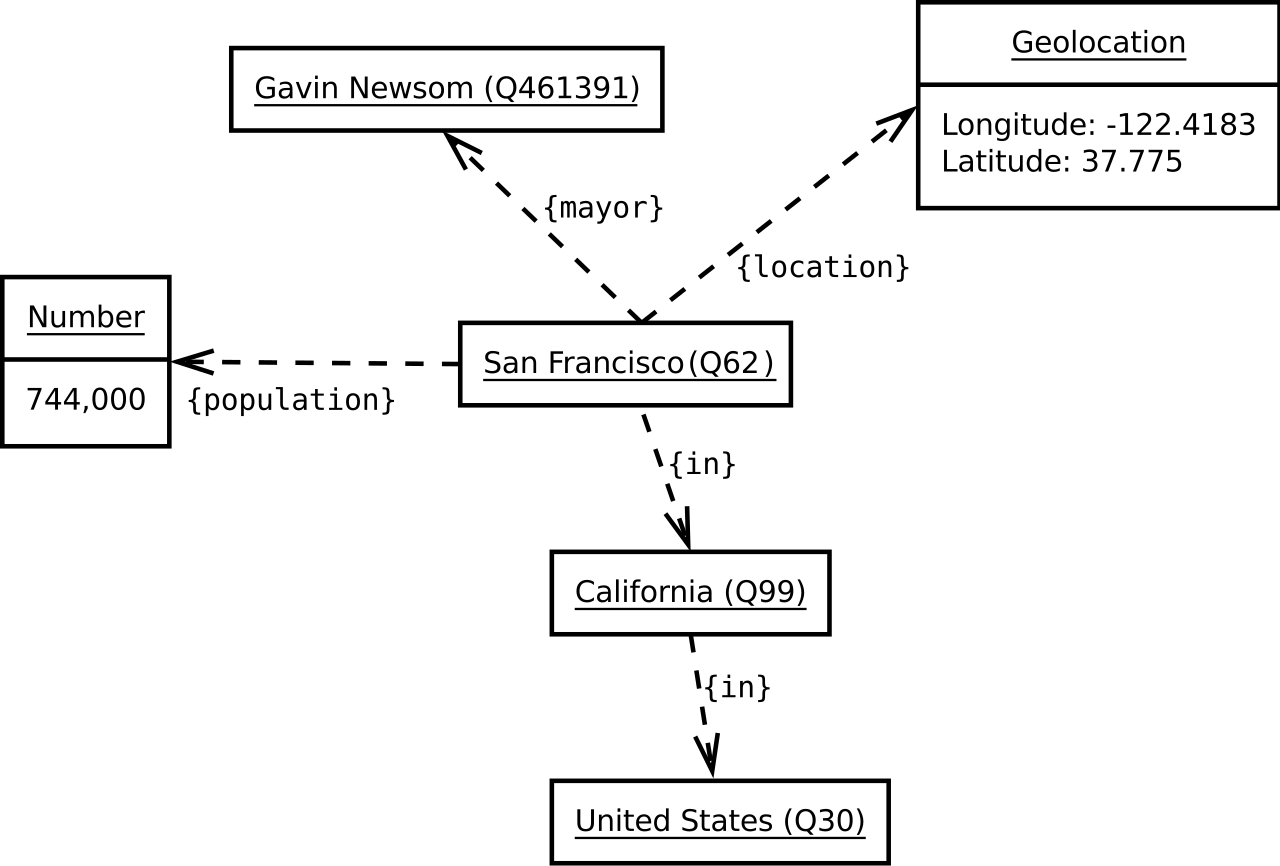 Geolocation
Gavin Newsom (Q461391)
Longitude: -122.4183
Latitude: 37.775
{mayor}
{location}
Number
San Francisco (Q62)
744,000
{population}
{in}
California (Q99)
{in}
United States (Q30)